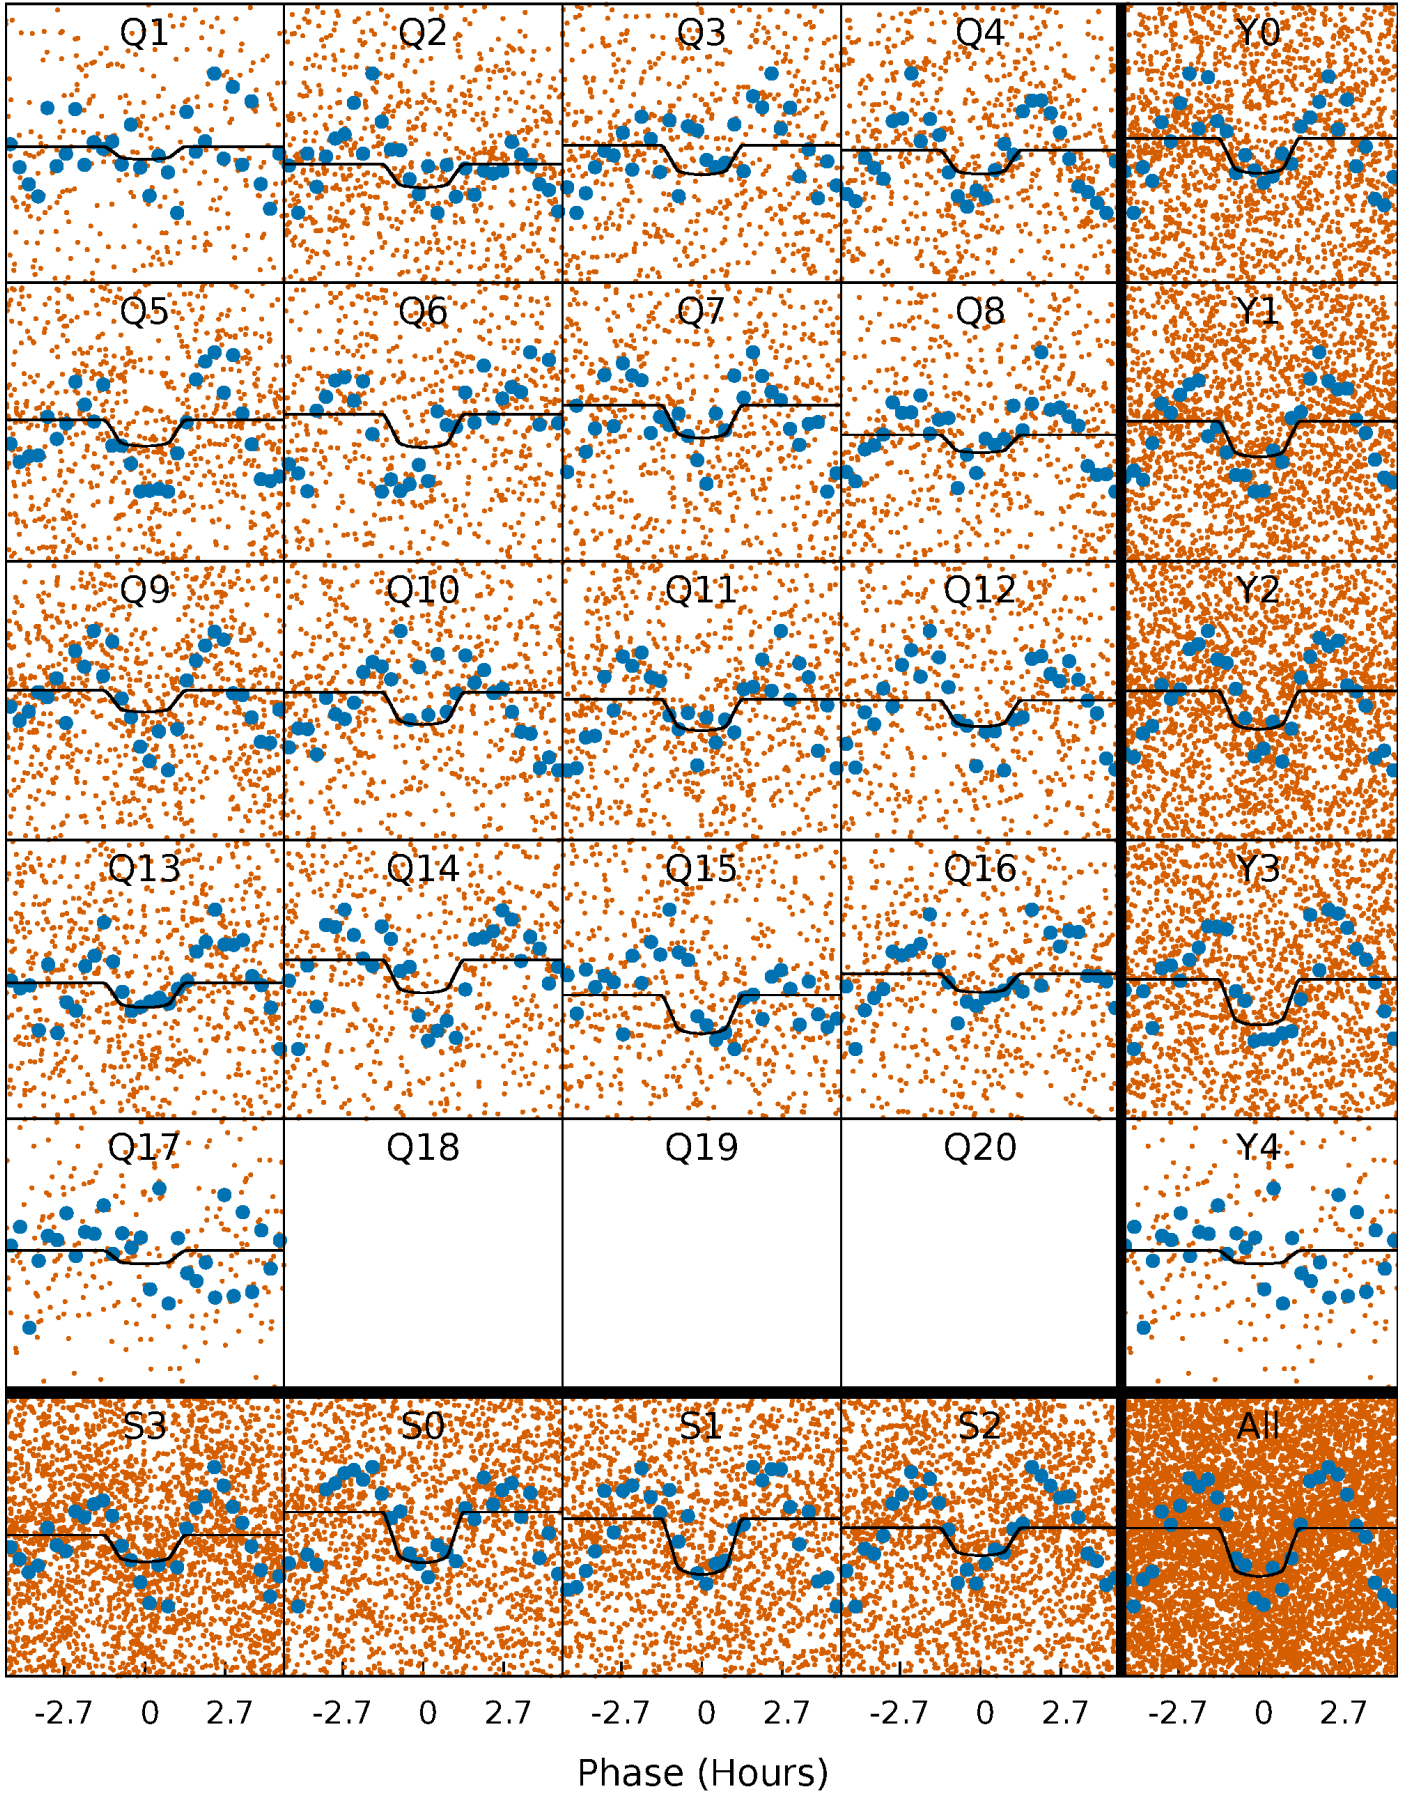 Q1 Q2 Q3 Q4 Y0
Q5 Q6 Q7 Q8 Y1
Q9 Q10 Q11 Q12 Y2
Q13 Q14 Q15 Q16 Y3
Q17 Q18 Q19 Q20 Y4
S3 S0 S1 S2 All
-2.7 0 2.7 -2.7 0 2.7 -2.7 0 2.7 -2.7 0 2.7 -2.7 0 2.7
Phase (Hours)